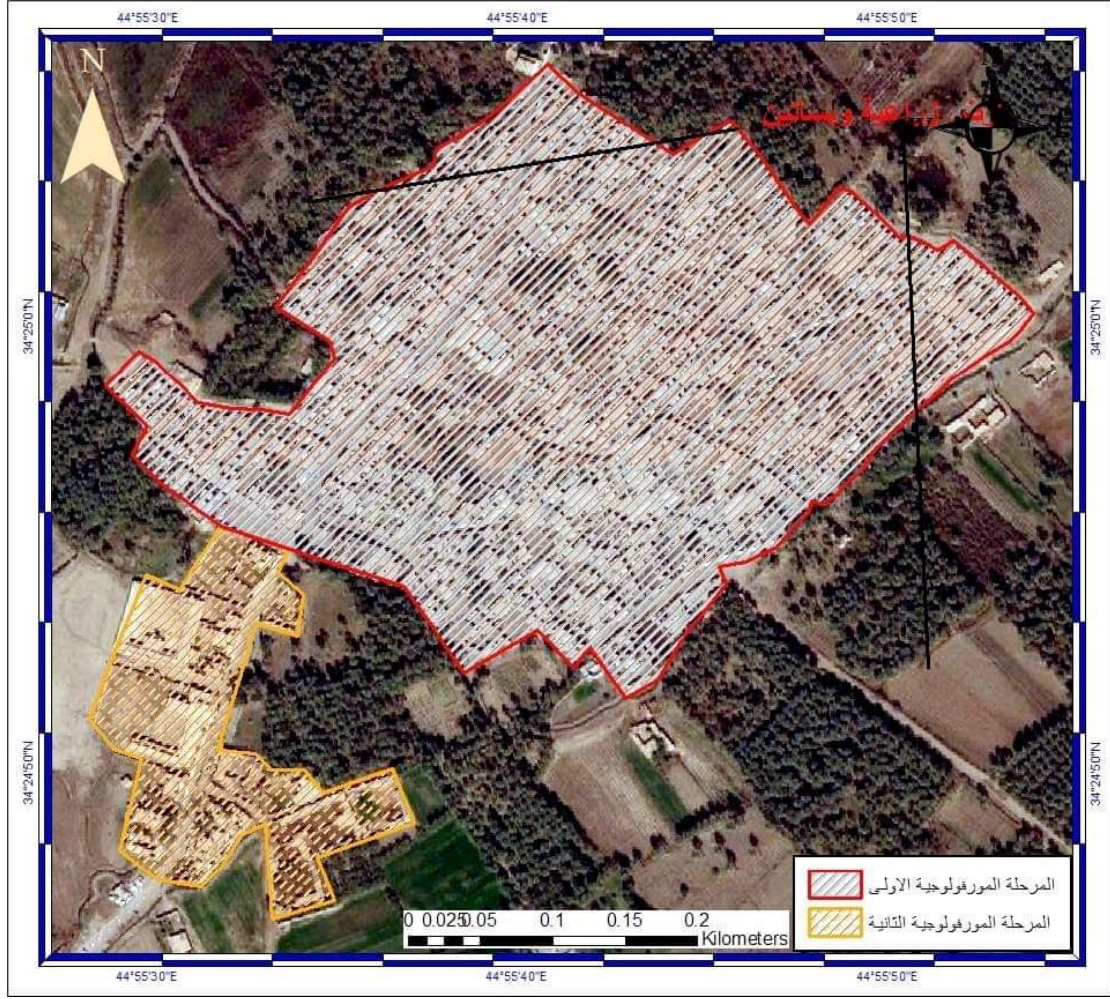 44°55'30"E 44°55'40"E 44°55'50"E
N
زراعية وبساتين
34°25'0"N 34°25'0"N
34°24'50"N 34°24'50"N
المرحلة المورفولوجية الاولى
المرحلة المورفولوجية الثانية
0 0.025 0.05 0.1 0.15 0.2
Kilometers
44°55'30"E 44°55'40"E 44°55'50"E